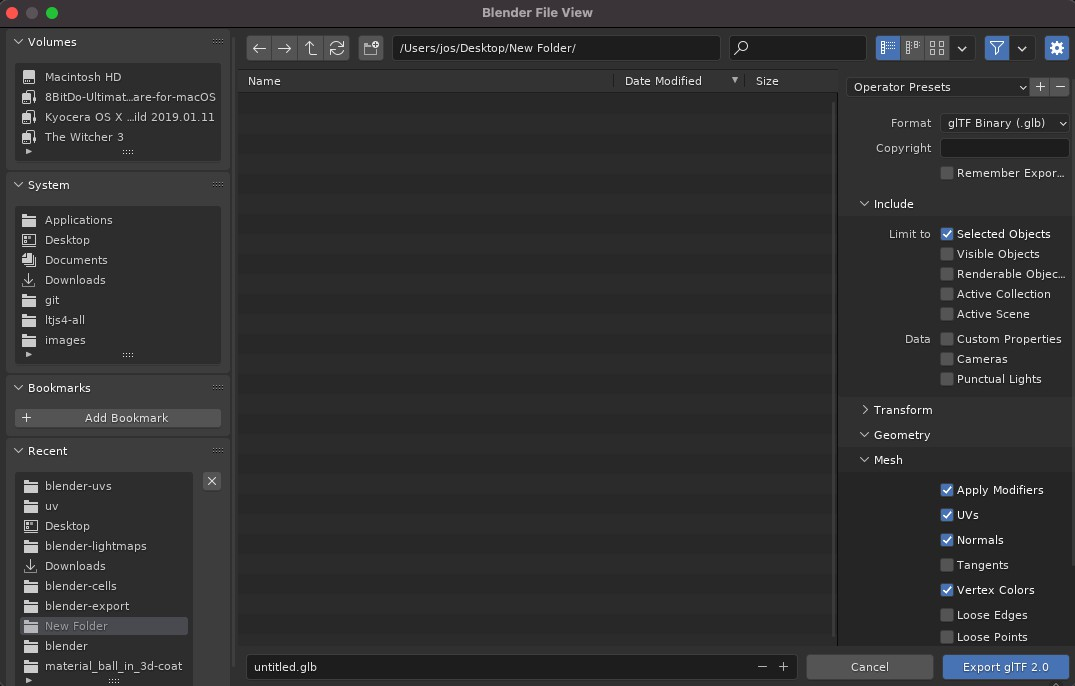 Blender File View
Volumes
Macintosh HD
8BitDo-Ultimat...are-for-macOS
Kyocera OS X ...ild 2019.01.11
The Witcher 3
System
Applications
Desktop
Documents
Downloads
git
ltjs4-all
images
Bookmarks
Add Bookmark
Recent
blender-uvs
uv
Desktop
blender-lightmaps
Downloads
blender-cells
blender-export
New Folder
blender
material_ball_in_3d-coat
/Users/jos/Desktop/New Folder/
Name Date Modified Size
untitled.glb
Cancel
Export glTF 2.0
Operator Presets
Format glTF Binary (.glb)
Copyright
Remember Expor...
Include
Limit to Selected Objects
Visible Objects
Renderable Objec...
Active Collection
Active Scene
Data Custom Properties
Cameras
Punctual Lights
Transform
Geometry
Mesh
Apply Modifiers
UVs
Normals
Tangents
Vertex Colors
Loose Edges
Loose Points